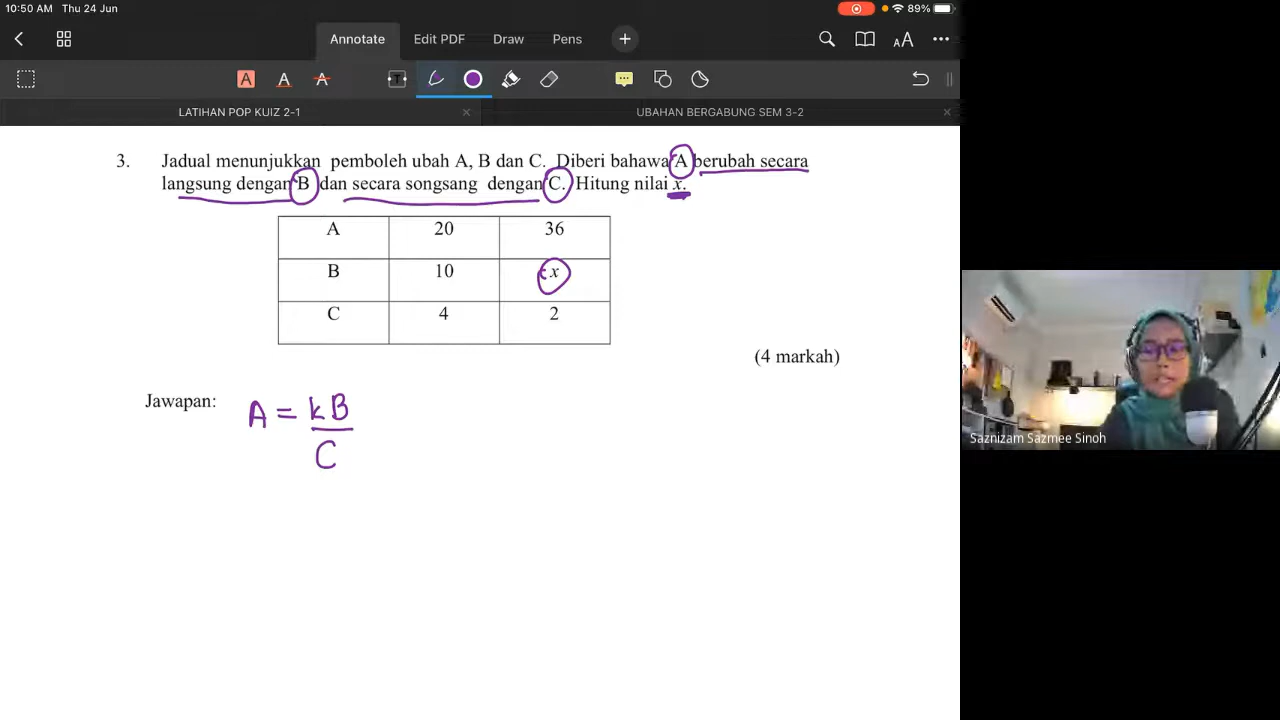 10:50 AM Thu 24 Jun
89%
Annotate Edit PDF Draw Pens
AA
A A A T
LATIHAN POP KUIZ 2-1
UBAHAN BERGABUNG SEM 3-2
3. Jadual menunjukkan pemboleh ubah A, B dan C. Diberi bahawa A berubah secara
langsung dengan B dan secara songsang dengan C. Hitung nilai x.
A 20 36
B 10 x
C 4 2
(4 markah)
Jawapan:
A = kB
C
Saznizam Sazmee Sinoh